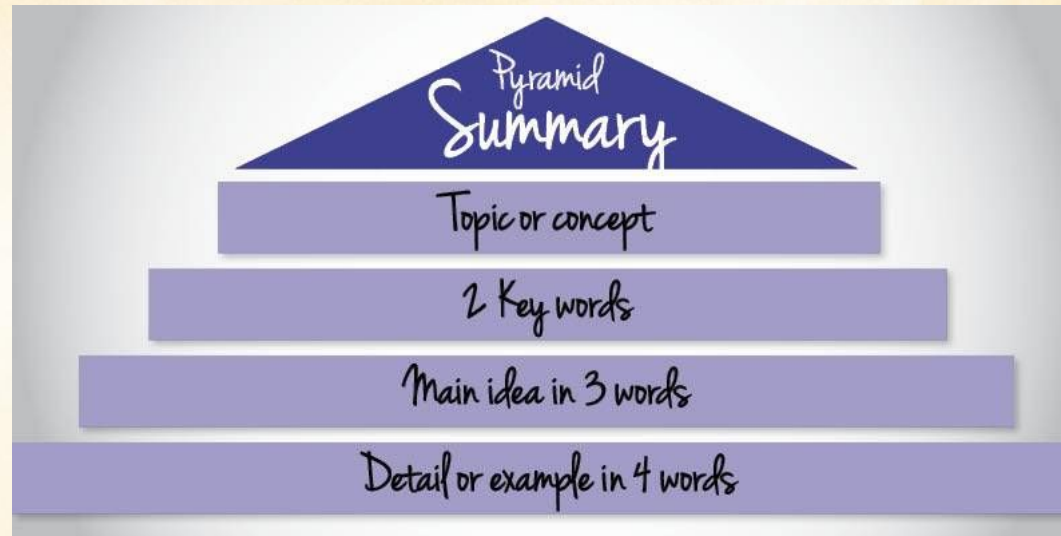 Pyramid
Summary
Topic or concept
2 Key words
Main idea in 3 words
Detail or example in 4 words